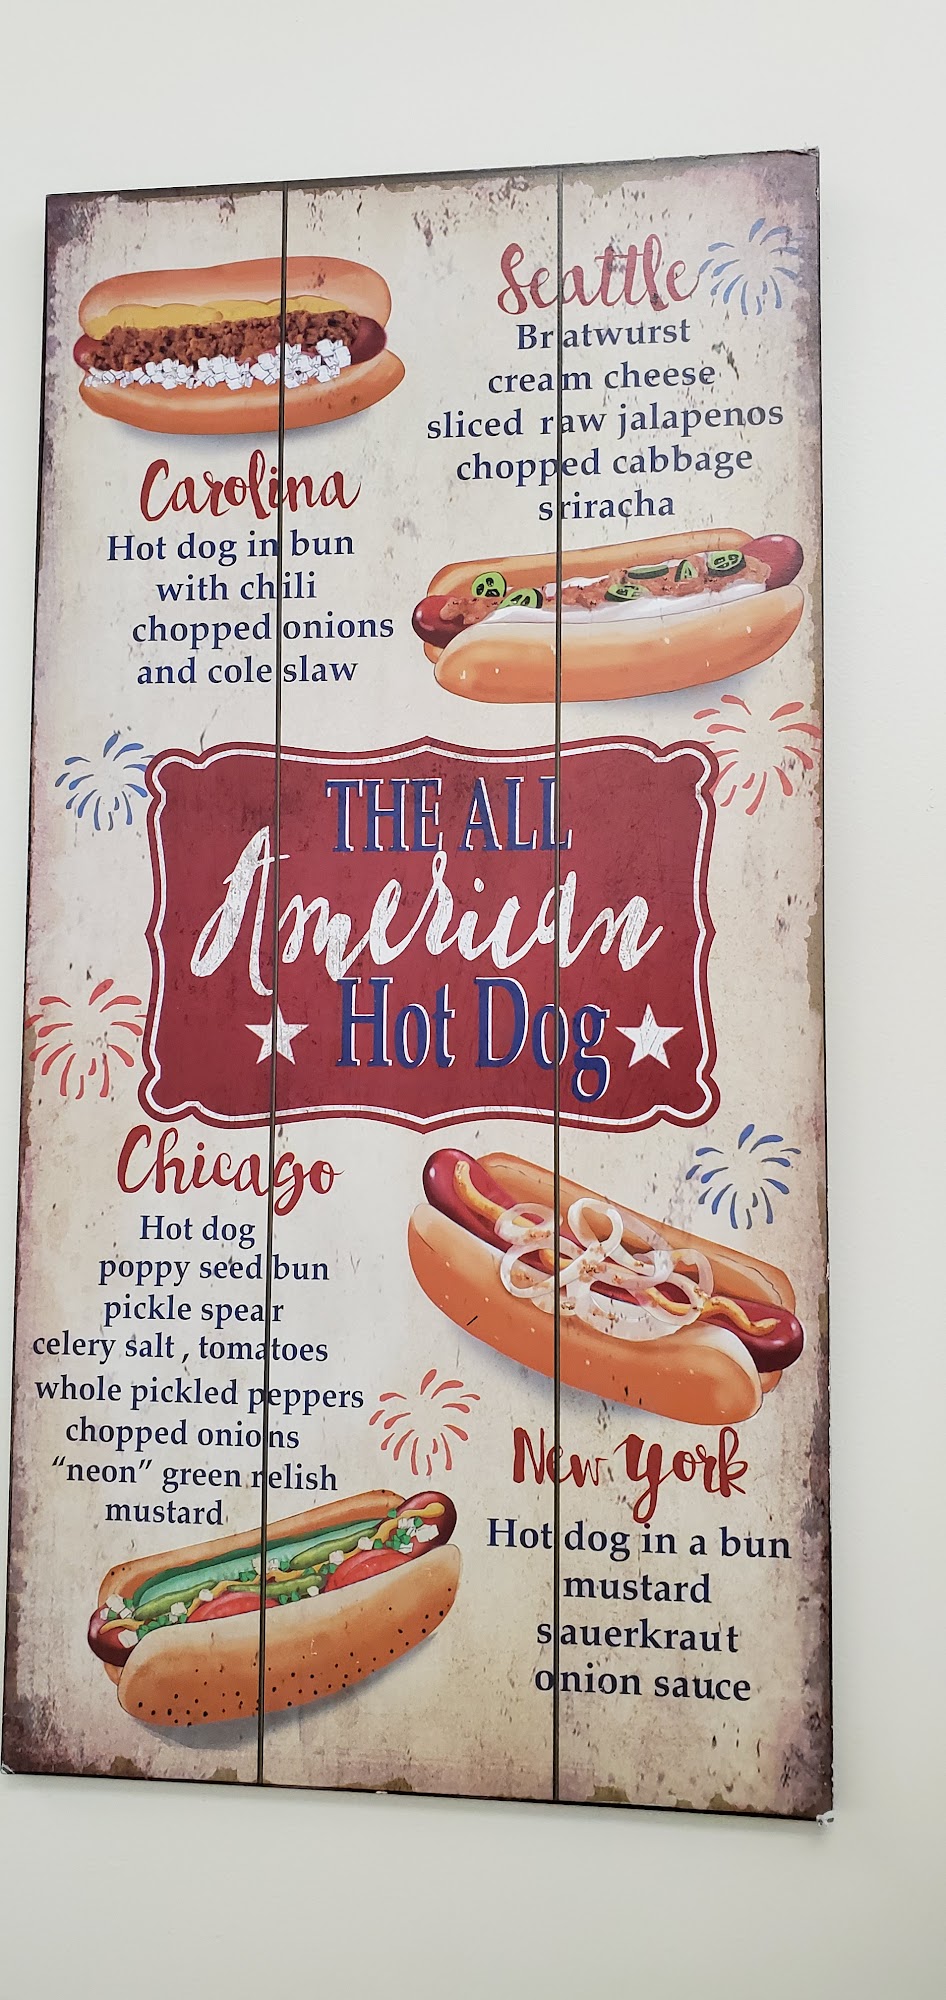 Carolina
Hot dog in bun
with chili
chopped onions
and cole slaw
Seattle
Bratwurst
cream cheese
sliced raw jalapenos
chopped cabbage
sriracha
THE ALL
American
Hot Dog
Chicago
Hot dog
poppy seed bun
pickle spear
celery salt, tomatoes
whole pickled peppers
chopped onions
“neon” green relish
mustard
New York
Hot dog in a bun
mustard
sauerkraut
onion sauce